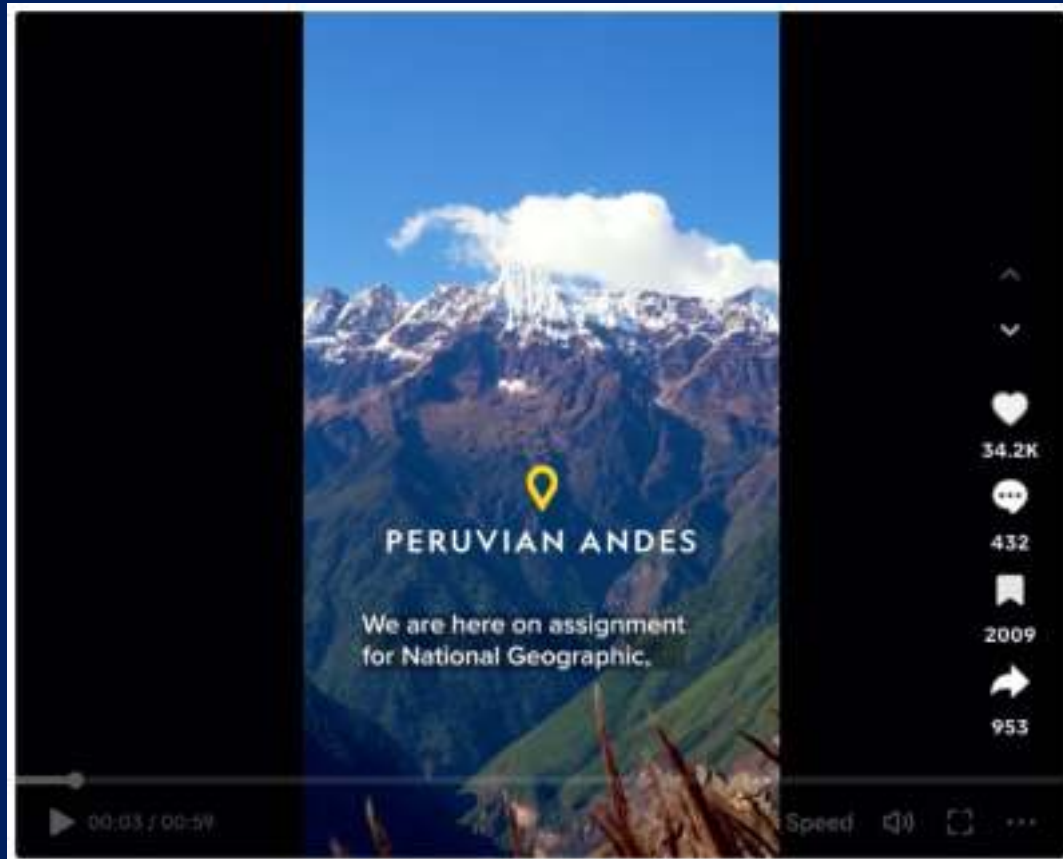 34.2K
432
PERUVIAN ANDES
We are here on assignment
for National Geographic.
2009
953
00:03 / 00:59
Speed